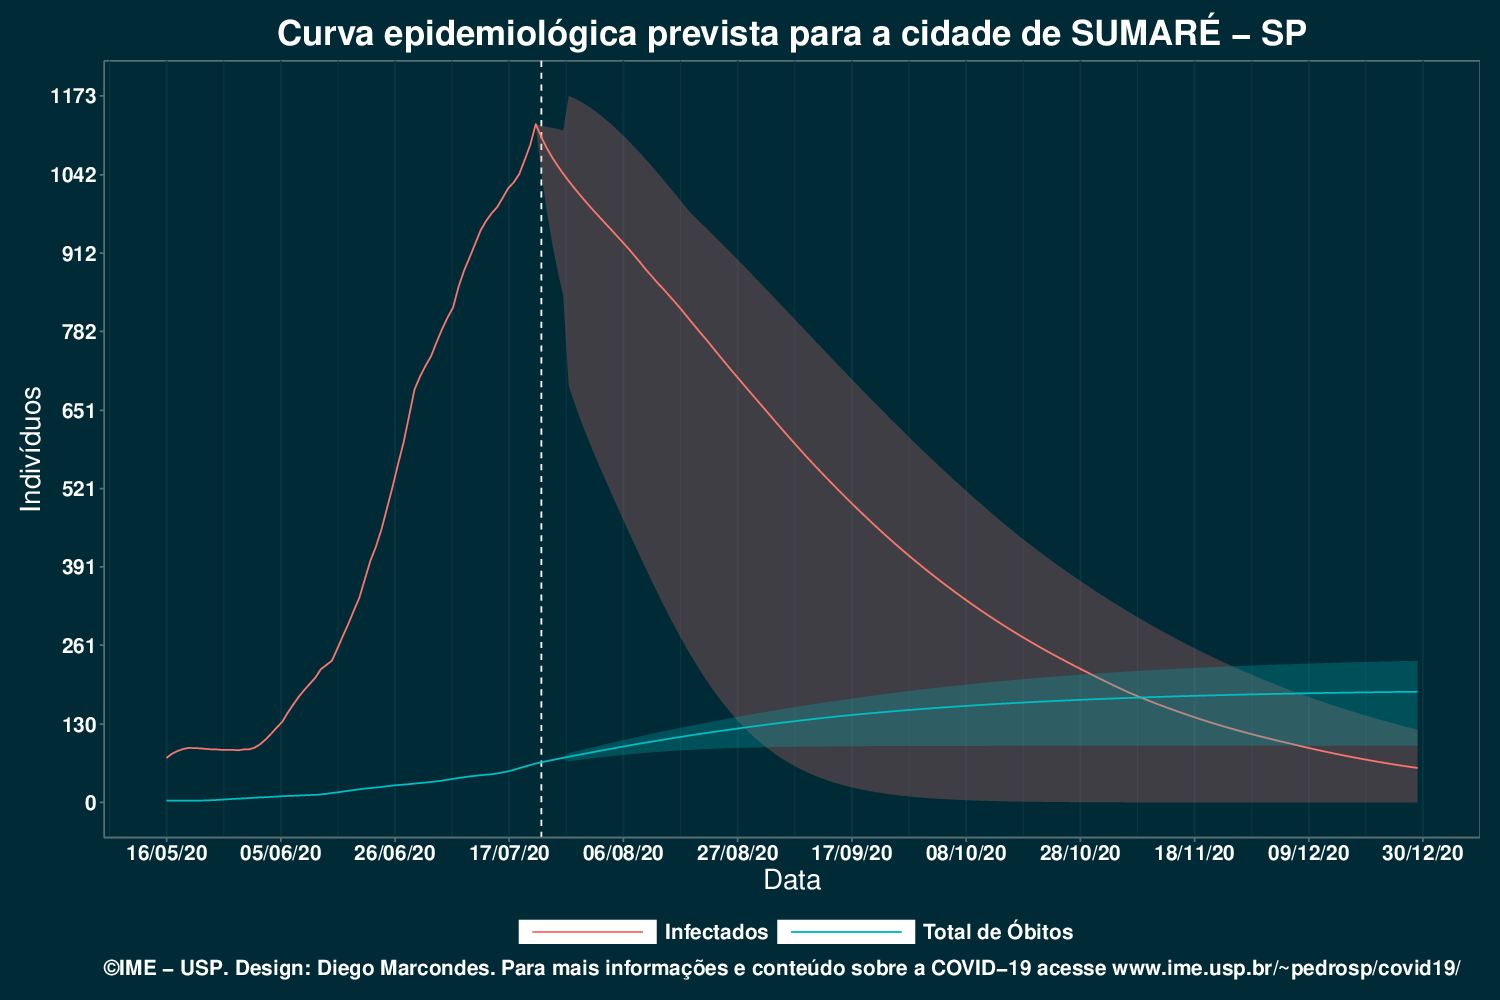 Curva epidemiológica prevista para a cidade de SUMARÉ – SP
Indivíduos
1173
1042
912
782
651
521
391
261
130
0
16/05/20 05/06/20 26/06/20 17/07/20 06/08/20 27/08/20 17/09/20 08/10/20 28/10/20 18/11/20 09/12/20 30/12/20
Data
Infectados Total de Óbitos
©IME – USP. Design: Diego Marcondes. Para mais informações e conteúdo sobre a COVID–19 acesse www.ime.usp.br/~pedrosp/covid19/